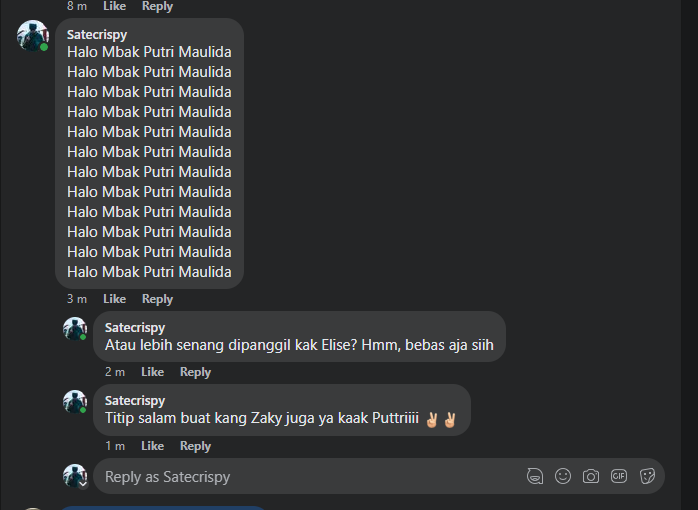 8 m Like Reply
Satecrispy
Halo Mbak Putri Maulida
Halo Mbak Putri Maulida
Halo Mbak Putri Maulida
Halo Mbak Putri Maulida
Halo Mbak Putri Maulida
Halo Mbak Putri Maulida
Halo Mbak Putri Maulida
Halo Mbak Putri Maulida
Halo Mbak Putri Maulida
Halo Mbak Putri Maulida
Halo Mbak Putri Maulida
Halo Mbak Putri Maulida
3 m Like Reply
Satecrispy
Atau lebih senang dipanggil kak Elise? Hmm, bebas aja siih
2 m Like Reply
Satecrispy
Titip salam buat kang Zaky juga ya kaak Puttriiii ✌🏼✌🏼
1 m Like Reply
Reply as Satecrispy
GIF